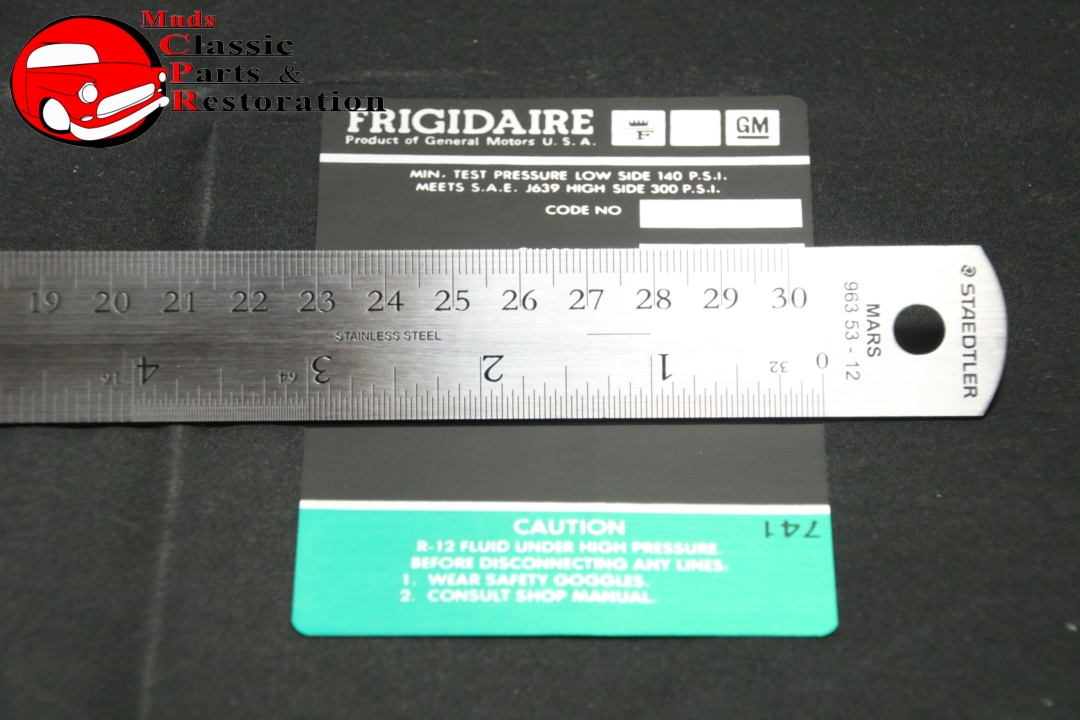 Muds
Classic
Parts &
Restoration
FRIGIDAIRE
Product of General Motors U. S. A.
F
GM
MIN. TEST PRESSURE LOW SIDE 140 P.S.I.
MEETS S.A.E. J639 HIGH SIDE 300 P.S.I.
CODE NO
19 20 21 22 23 24 25 26 27 28 29 30
STAINLESS STEEL
16 4 64 3 2 1 32 0
MARS
963 53 - 12
STAEDTLER
CAUTION
741
R-12 FLUID UNDER HIGH PRESSURE.
BEFORE DISCONNECTING ANY LINES:
1. WEAR SAFETY GOGGLES.
2. CONSULT SHOP MANUAL.